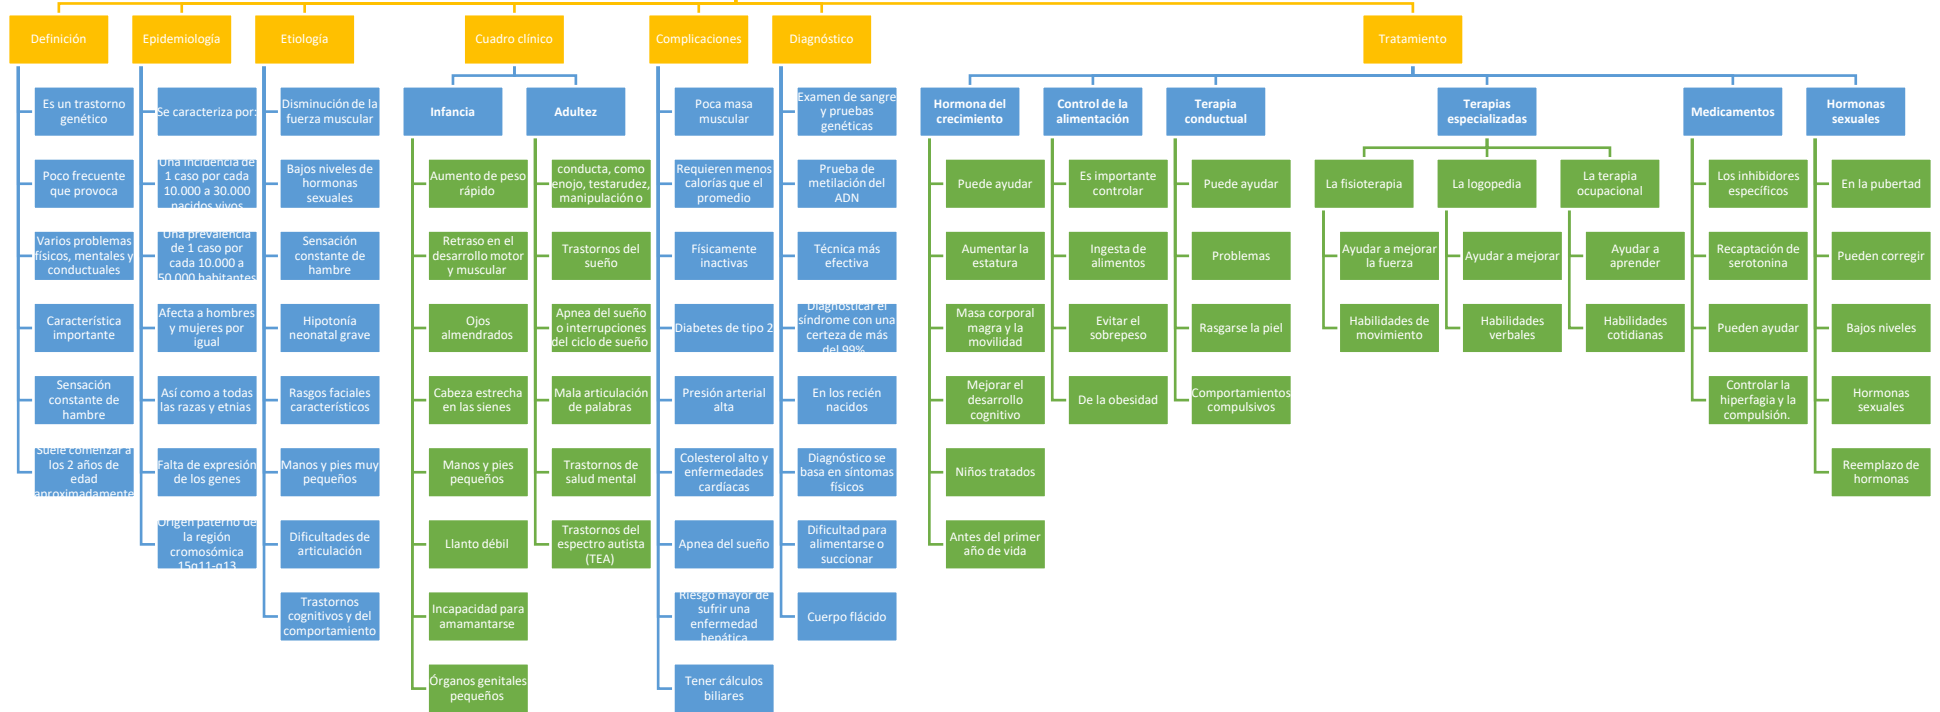 Definición
Es un trastorno
genético
Poco frecuente
que provoca
Varios problemas
físicos, mentales y
conductuales
Característica
importante
Sensación
constante de
hambre
Suele comenzar a
los 2 años de
edad
aproximadamente
Epidemiología
Se caracteriza por:
Una incidencia de
1 caso por cada
10.000 a 30.000
nacidos vivos
Una prevalencia
de 1 caso por
cada 10.000 a
50.000 habitantes
Afecta a hombres
y mujeres por
igual
Así como a todas
las razas y etnias
Falta de expresión
de los genes
Origen paterno de
la región
cromosómica
15q11-q13
Etiología
Disminución de la
fuerza muscular
Bajos niveles de
hormonas
sexuales
Sensación
constante de
hambre
Hipotonía
neonatal grave
Rasgos faciales
característicos
Manos y pies muy
pequeños
Dificultades de
articulación
Trastornos
cognitivos y del
comportamiento
Cuadro clínico
Infancia
Aumento de peso
rápido
Retraso en el
desarrollo motor
y muscular
Ojos
almendrados
Cabeza estrecha
en las sienes
Manos y pies
pequeños
Llanto débil
Incapacidad para
amamantarse
Órganos genitales
pequeños
Adultez
conducta, como
enojo, testarudez,
manipulación o
Trastornos del
sueño
Apnea del sueño
o interrupciones
del ciclo de sueño
Mala articulación
de palabras
Trastornos de
salud mental
Trastornos del
espectro autista
(TEA)
Complicaciones
Poca masa
muscular
Requieren menos
calorías que el
promedio
Físicamente
inactivas
Diabetes de tipo 2
Presión arterial
alta
Colesterol alto y
enfermedades
cardíacas
Apnea del sueño
Riesgo mayor de
sufrir una
enfermedad
hepática
Tener cálculos
biliares
Diagnóstico
Examen de sangre
y pruebas
genéticas
Prueba de
metilación del
ADN
Técnica más
efectiva
Diagnosticar el
síndrome con una
certeza de más
del 99%
En los recién
nacidos
Diagnóstico se
basa en síntomas
físicos
Dificultad para
alimentarse o
succionar
Cuerpo flácido
Tratamiento
Hormona del
crecimiento
Puede ayudar
Aumentar la
estatura
Masa corporal
magra y la
movilidad
Mejorar el
desarrollo
cognitivo
Niños tratados
Antes del primer
año de vida
Control de la
alimentación
Es importante
controlar
Ingesta de
alimentos
Evitar el
sobrepeso
De la obesidad
Terapia
conductual
Puede ayudar
Problemas
Rasgarse la piel
Comportamientos
compulsivos
Terapias
especializadas
La fisioterapia
Ayudar a mejorar
la fuerza
Habilidades de
movimiento
La logopedia
Ayudar a mejorar
Habilidades
verbales
La terapia
ocupacional
Ayudar a
aprender
Habilidades
cotidianas
Medicamentos
Los inhibidores
específicos
Recaptación de
serotonina
Pueden ayudar
Controlar la
hiperfagia y la
compulsión.
Hormonas
sexuales
En la pubertad
Pueden corregir
Bajos niveles
Hormonas
sexuales
Reemplazo de
hormonas